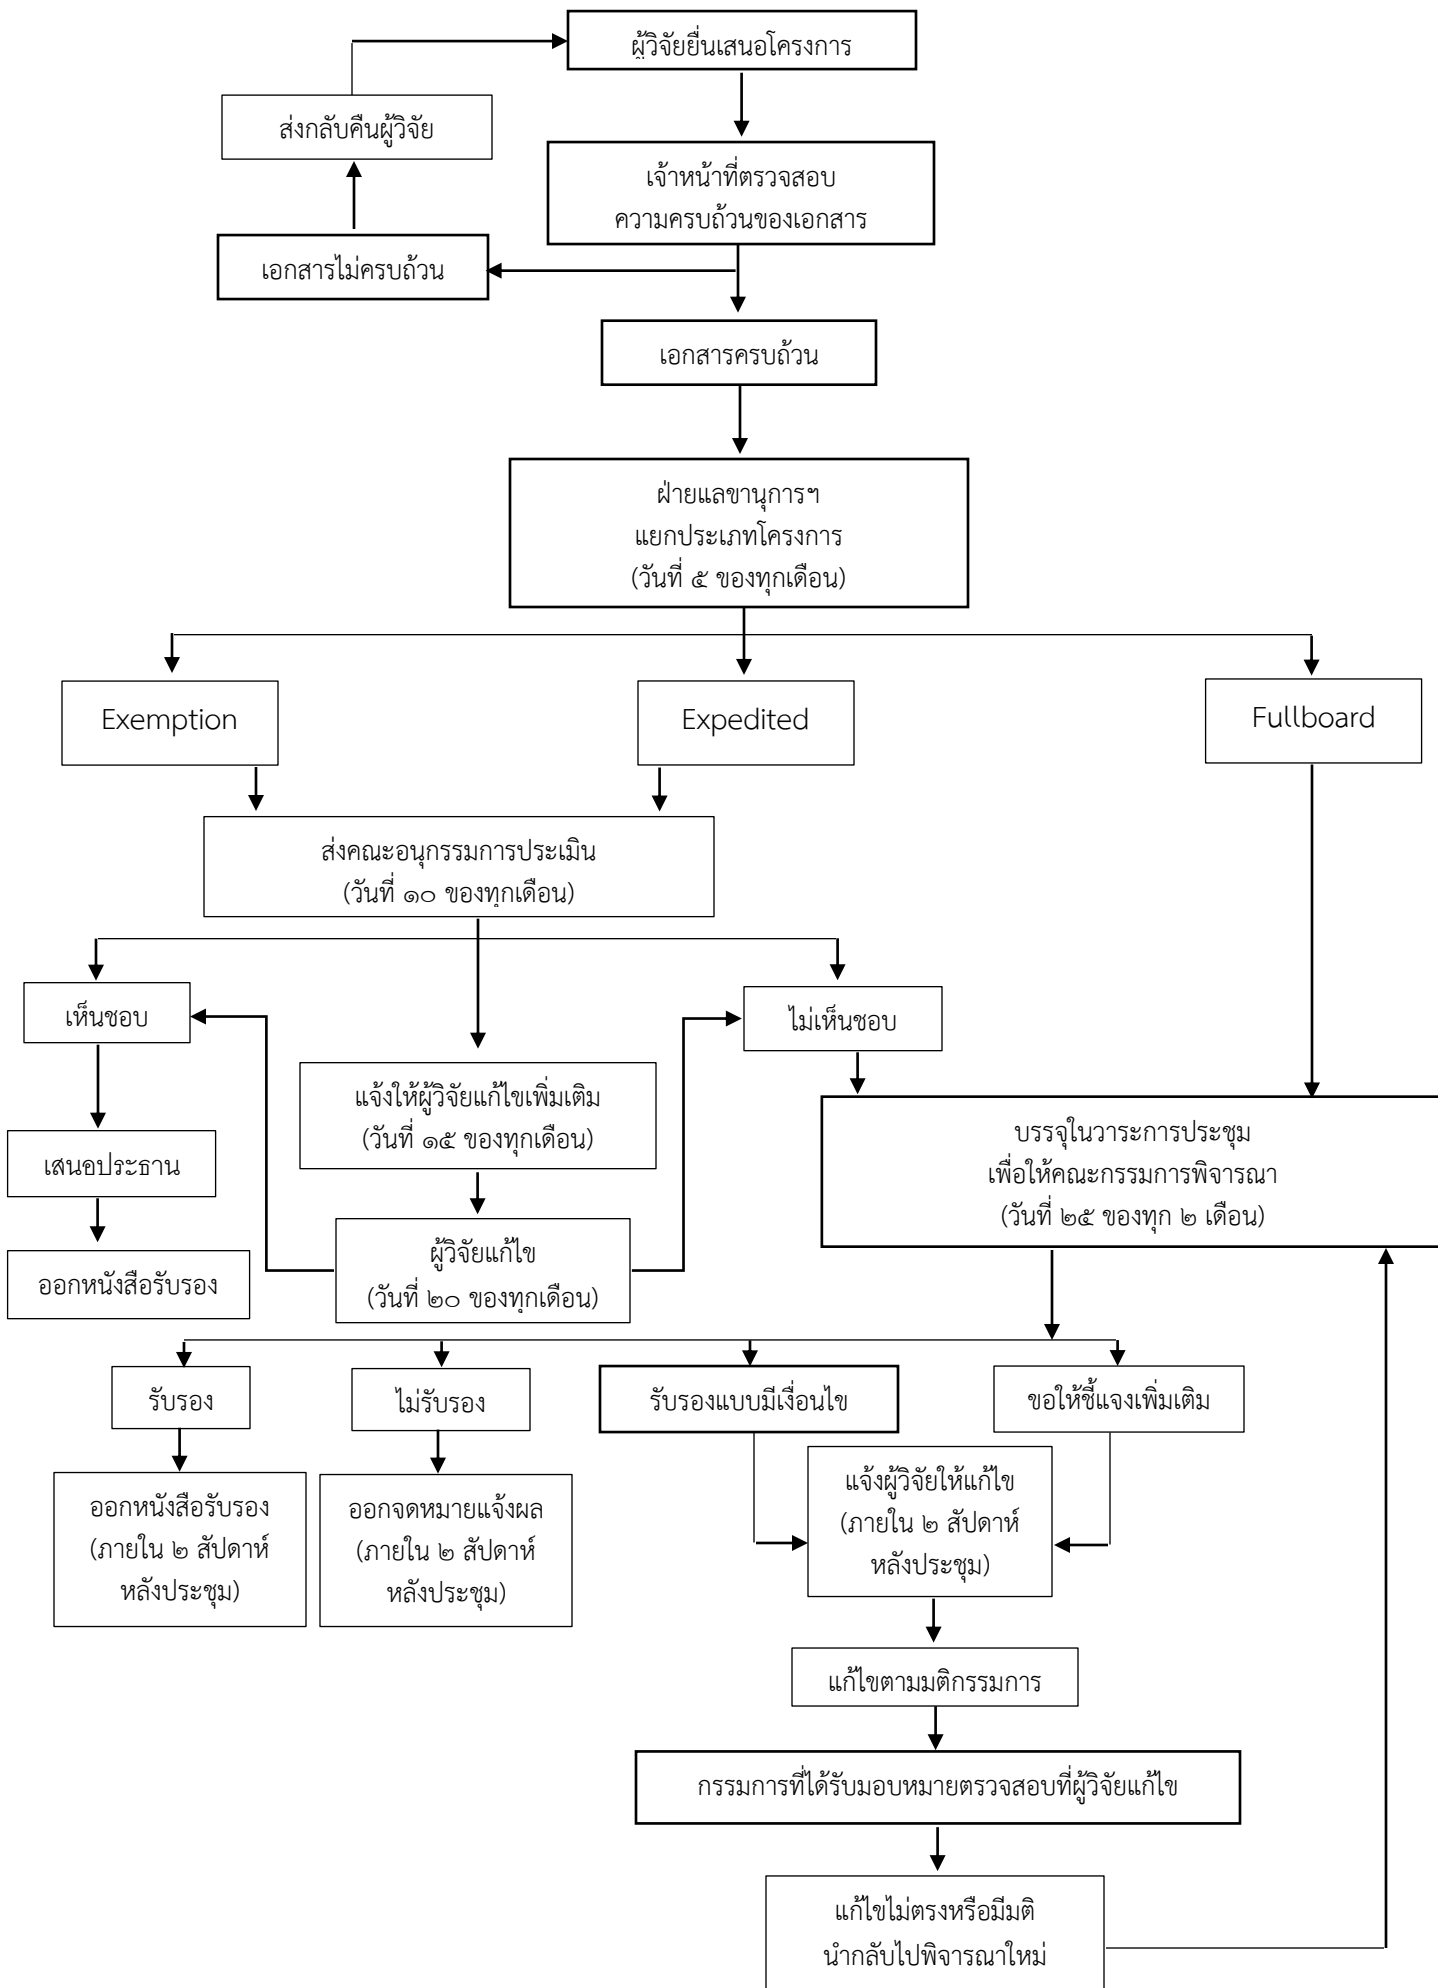 ผู้วิจัยยื่นเสนอโครงการ
ส่งกลับคืนผู้วิจัย
เจ้าหน้าที่ตรวจสอบ
ความครบถ้วนของเอกสาร
เอกสารไม่ครบถ้วน
เอกสารครบถ้วน
ฝ่ายแลขานุการฯ
แยกประเภทโครงการ
(วันที่ ๕ ของทุกเดือน)
Exemption
Expedited
Fullboard
ส่งคณะอนุกรรมการประเมิน
(วันที่ ๑๐ ของทุกเดือน)
เห็นชอบ
ไม่เห็นชอบ
แจ้งให้ผู้วิจัยแก้ไขเพิ่มเติม
(วันที่ ๑๕ ของทุกเดือน)
เสนอประธาน
บรรจุในวาระการประชุม
เพื่อให้คณะกรรมการพิจารณา
(วันที่ ๒๕ ของทุก ๒ เดือน)
ออกหนังสือรับรอง
ผู้วิจัยแก้ไข
(วันที่ ๒๐ ของทุกเดือน)
รับรอง
ไม่รับรอง
รับรองแบบมีเงื่อนไข
ขอให้ชี้แจงเพิ่มเติม
ออกหนังสือรับรอง
(ภายใน ๒ สัปดาห์
หลังประชุม)
ออกจดหมายแจ้งผล
(ภายใน ๒ สัปดาห์
หลังประชุม)
แจ้งผู้วิจัยให้แก้ไข
(ภายใน ๒ สัปดาห์
หลังประชุม)
แก้ไขตามมติกรรมการ
กรรมการที่ได้รับมอบหมายตรวจสอบที่ผู้วิจัยแก้ไข
แก้ไขไม่ตรงหรือมีมติ
นำกลับไปพิจารณาใหม่